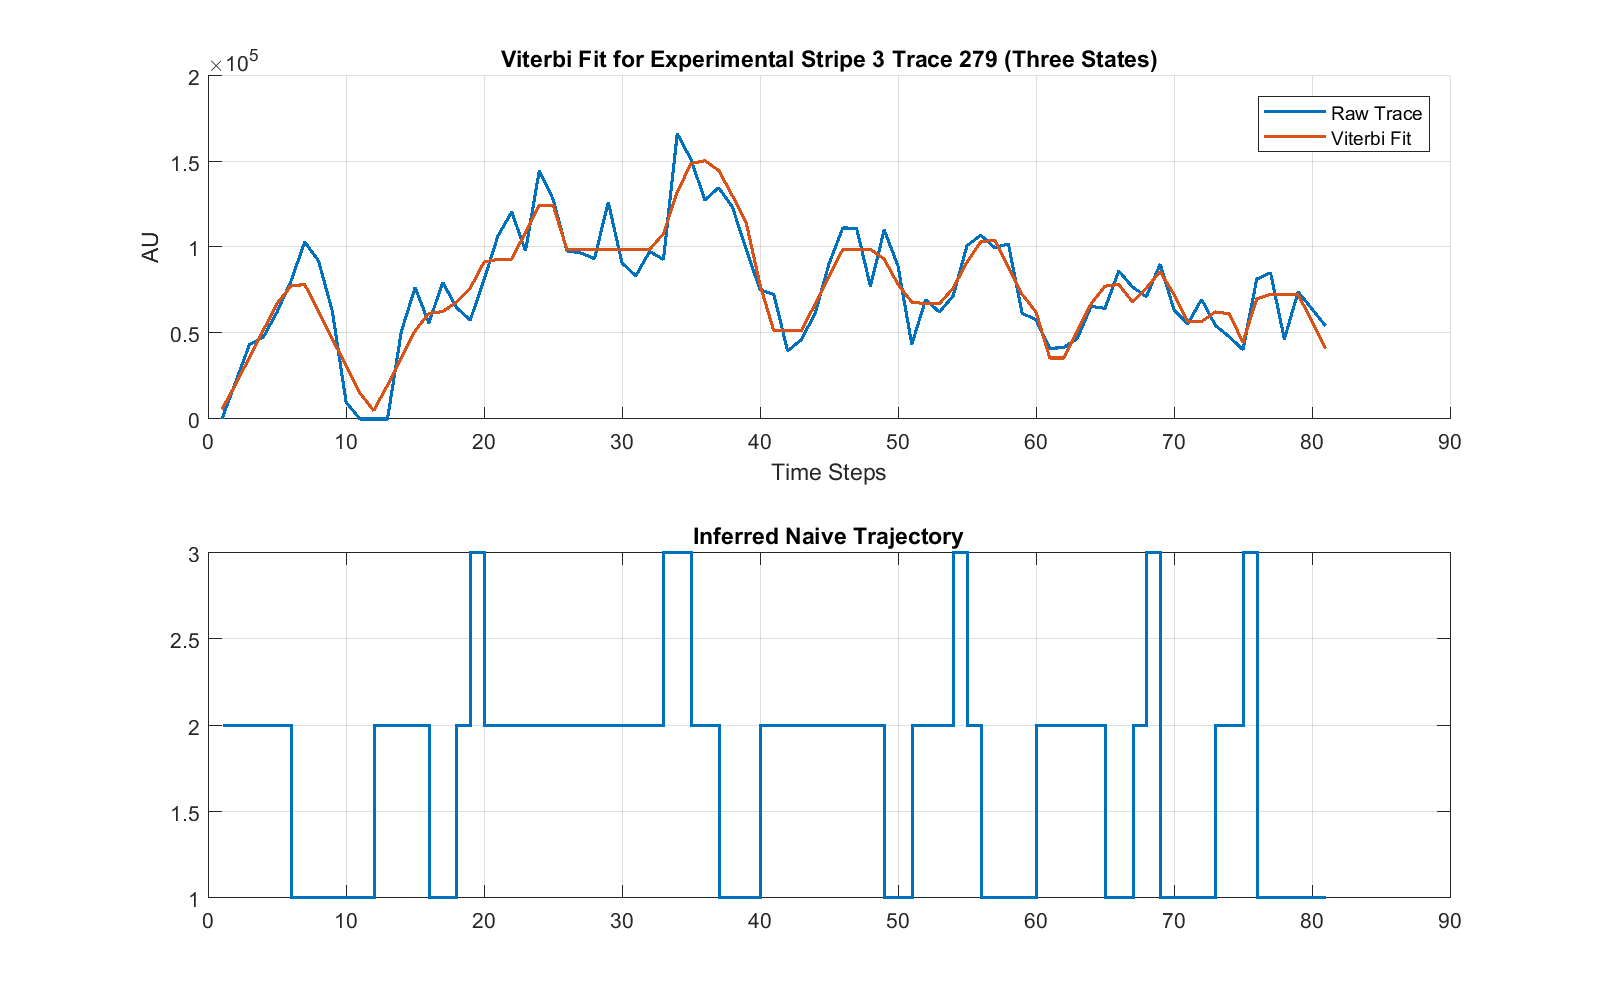 Viterbi Fit for Experimental Stripe 3 Trace 279 (Three States)
×10⁵
2
1.5
1
0.5
0
AU
Raw Trace
Viterbi Fit
0 10 20 30 40 50 60 70 80 90
Time Steps
Inferred Naive Trajectory
3
2.5
2
1.5
1
0 10 20 30 40 50 60 70 80 90